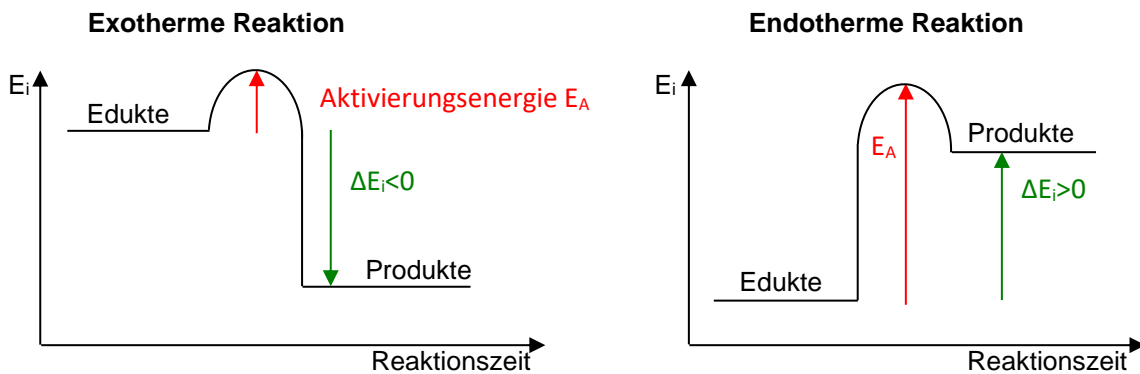 Exotherme Reaktion
Eᵢ
Edukte
Aktivierungsenergie E_A
ΔEᵢ<0
Produkte
Reaktionszeit
Endotherme Reaktion
Eᵢ
E_A
Produkte
ΔEᵢ>0
Edukte
Reaktionszeit